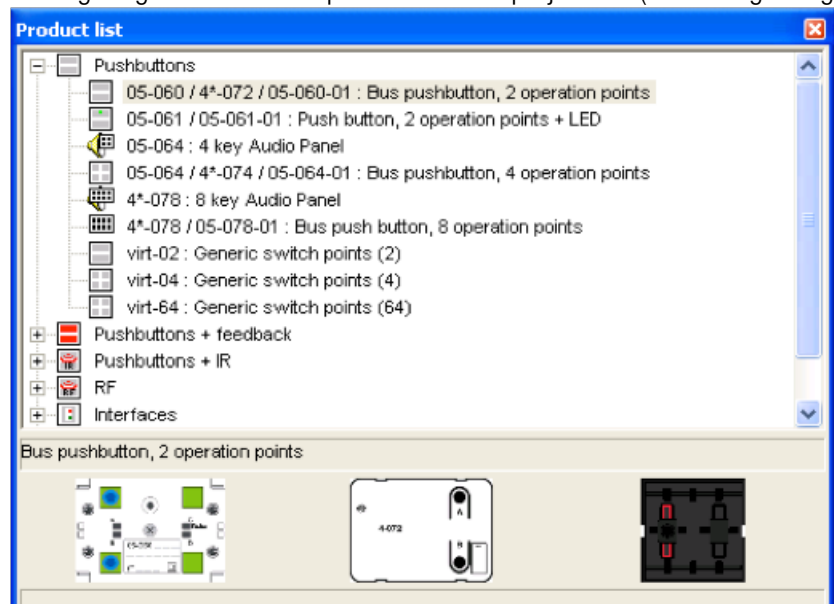 Product list
Pushbuttons
05-060 / 4*-072 / 05-060-01 : Bus pushbutton, 2 operation points
05-061 / 05-061-01 : Push button, 2 operation points + LED
05-064 : 4 key Audio Panel
05-064 / 4*-074 / 05-064-01 : Bus pushbutton, 4 operation points
4*-078 : 8 key Audio Panel
4*-078 / 05-078-01 : Bus push button, 8 operation points
virt-02 : Generic switch points (2)
virt-04 : Generic switch points (4)
virt-64 : Generic switch points (64)
Pushbuttons + feedback
Pushbuttons + IR
RF
Interfaces
Bus pushbutton, 2 operation points
4-072
A
B